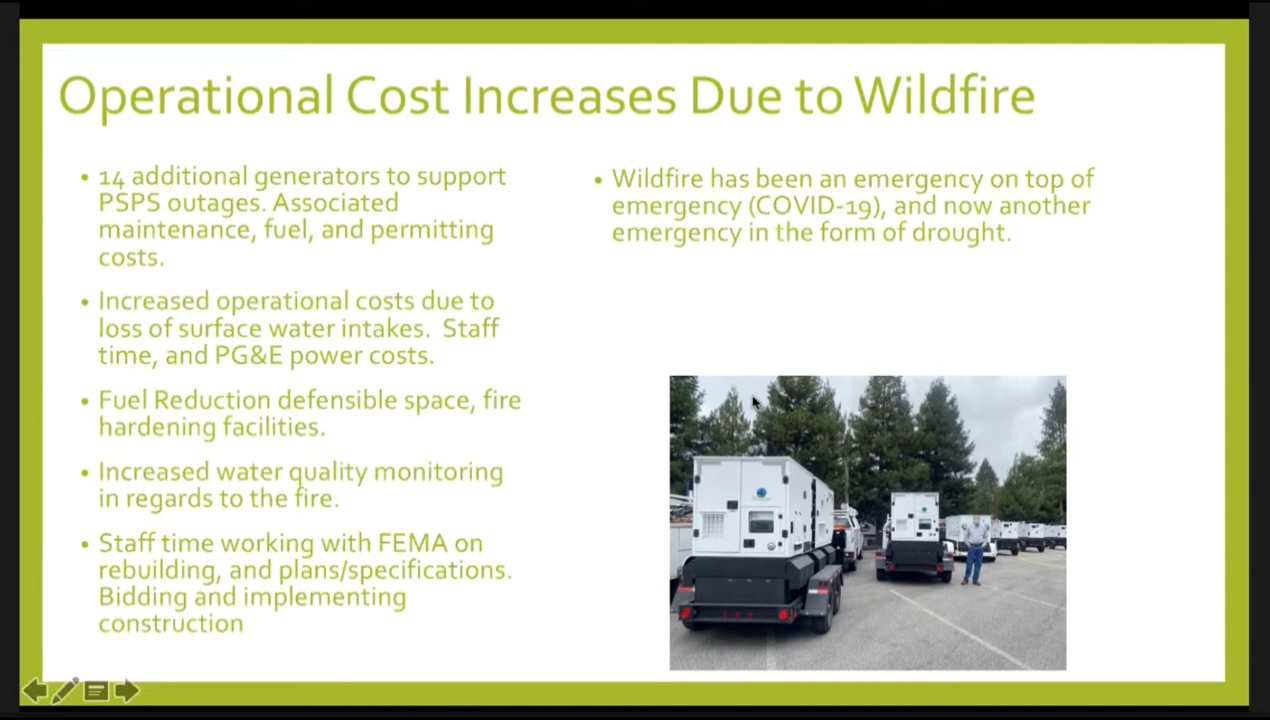 Operational Cost Increases Due to Wildfire
• 14 additional generators to support
PSPS outages. Associated
maintenance, fuel, and permitting
costs.
• Increased operational costs due to
loss of surface water intakes.  Staff
time, and PG&E power costs.
• Fuel Reduction defensible space, fire
hardening facilities.
• Increased water quality monitoring
in regards to the fire.
• Staff time working with FEMA on
rebuilding, and plans/specifications.
Bidding and implementing
construction
• Wildfire has been an emergency on top of
emergency (COVID-19), and now another
emergency in the form of drought.